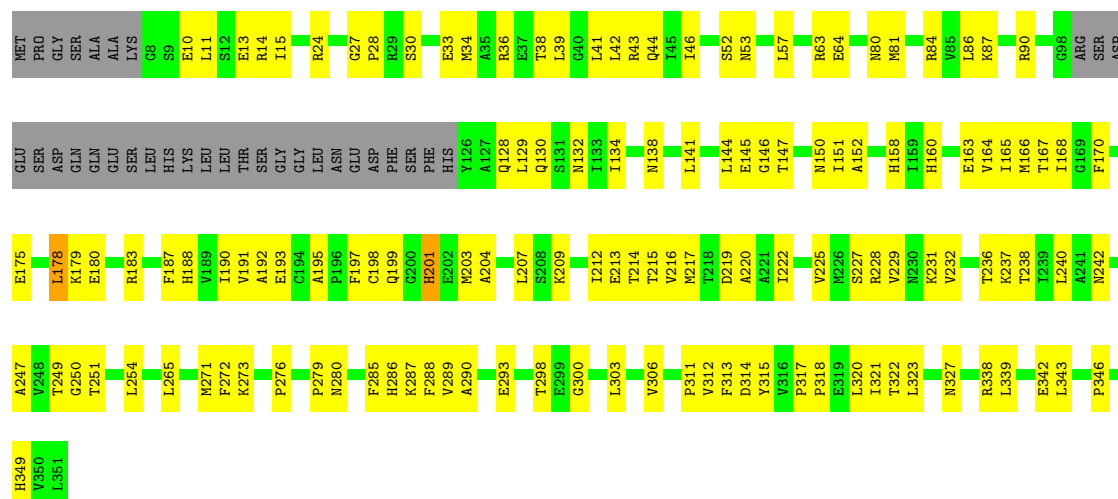 MET PRO GLY SER ALA ALA LYS G8 S9 E10 L11 S12 E13 R14 I15 R24 G27 P28 R29 S30 E33 M34 A35 R36 E37 T38 L39 G40 L41 L42 R43 Q44 I45 I46 S52 N53 L57 R63 E64 N80 M81 R84 V85 L86 K87 R90 G98 ARG SER ASP
GLU SER ASP GLN GLN GLU SER LEU HIS LYS LEU LEU THR SER GLY GLY LEU ASN GLU ASP PHE SER PHE HIS Y126 A127 Q128 L129 Q130 S131 N132 I133 I134 N138 L141 L144 E145 G146 T147 N150 I151 A152 H158 I159 H160 E163 V164 I165 M166 T167 I168 G169 F170
E175 L178 K179 E180 R183 F187 H188 V189 I190 V191 A192 E193 C194 A195 P196 F197 C198 Q199 G200 H201 E202 M203 A204 L207 S208 K209 I212 E213 T214 T215 V216 M217 T218 D219 A220 A221 I222 V225 M226 S227 R228 V229 N230 K231 V232 T236 K237 T238 I239 L240 A241 N242
A247 V248 T249 G250 T251 L254 L265 M271 F272 K273 P276 P279 N280 F285 H286 K287 F288 V289 A290 E293 T298 E299 G300 L303 V306 P311 V312 F313 D314 Y315 V316 P317 P318 E319 L320 I321 T322 L323 N327 R338 L339 E342 L343 P346
H349 V350 L351